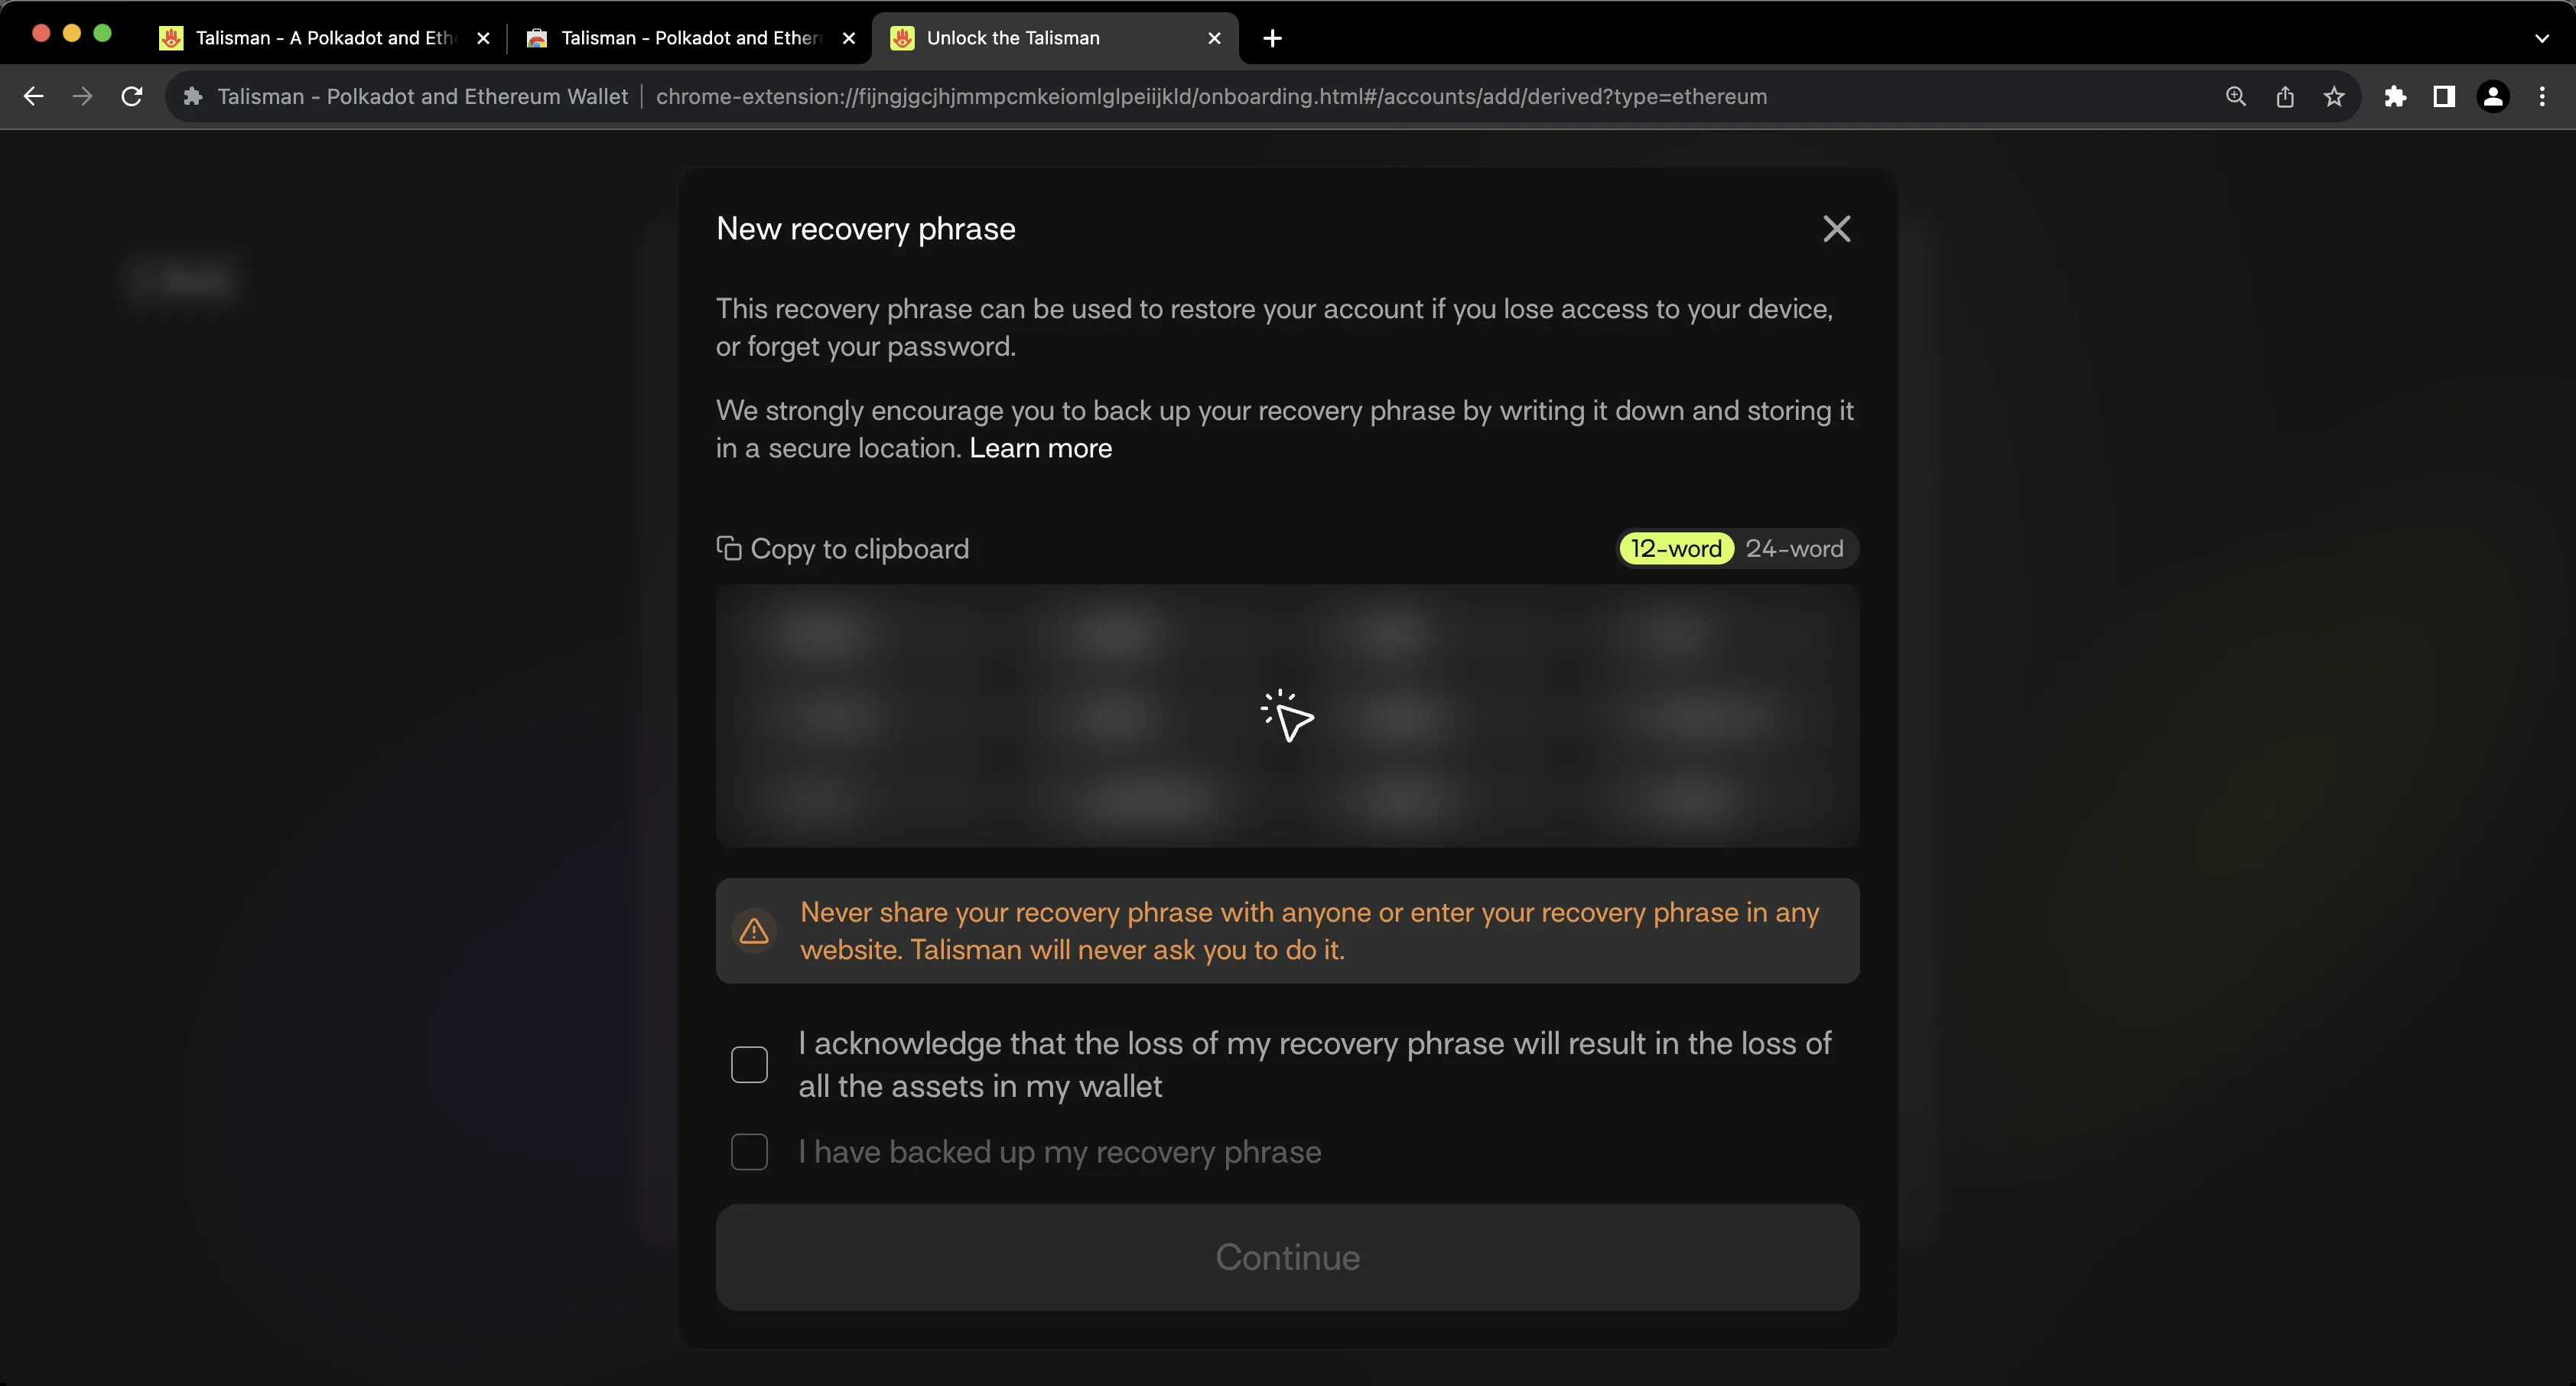 Talisman - A Polkadot and Eth
Talisman - Polkadot and Ether
Unlock the Talisman
Talisman - Polkadot and Ethereum Wallet
chrome-extension://fijngjgcjhjmmpcmkeiomlglpeiijkld/onboarding.html#/accounts/add/derived?type=ethereum
New recovery phrase
This recovery phrase can be used to restore your account if you lose access to your device,
or forget your password.
We strongly encourage you to back up your recovery phrase by writing it down and storing it
in a secure location. Learn more
Copy to clipboard
12-word 24-word
Never share your recovery phrase with anyone or enter your recovery phrase in any
website. Talisman will never ask you to do it.
I acknowledge that the loss of my recovery phrase will result in the loss of
all the assets in my wallet
I have backed up my recovery phrase
Continue